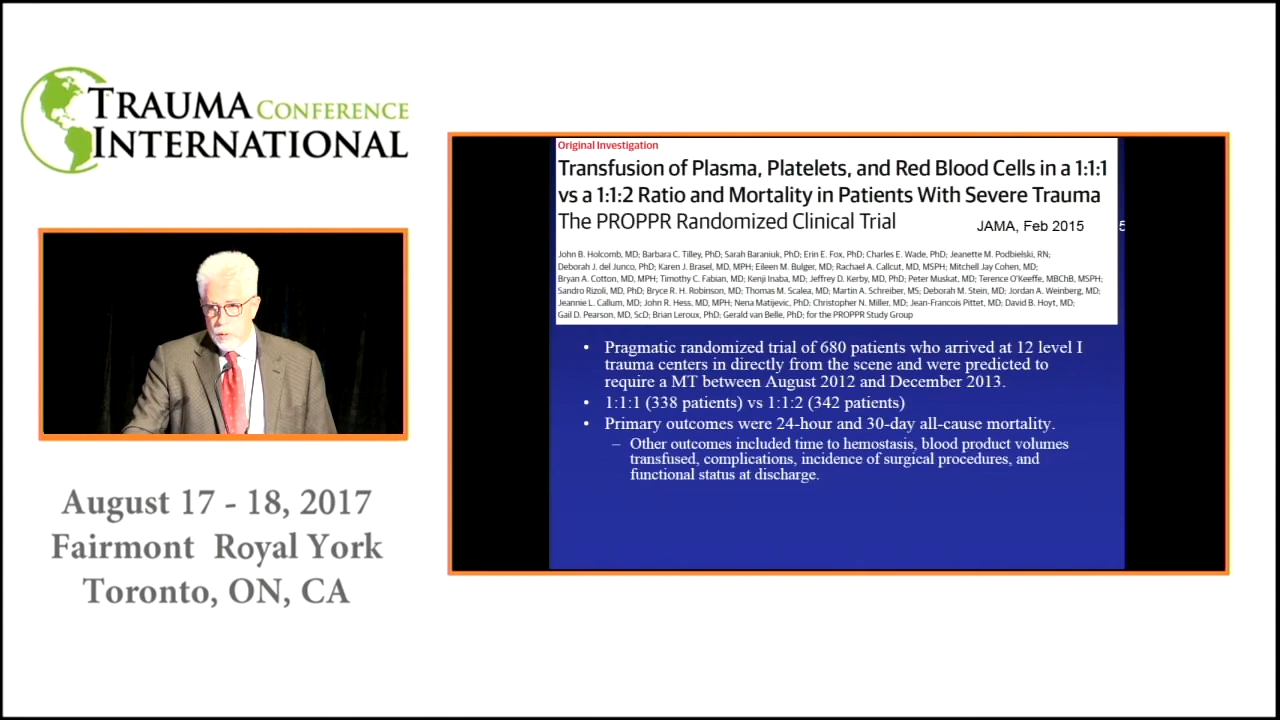 TRAUMA CONFERENCE
INTERNATIONAL
August 17 - 18, 2017
Fairmont Royal York
Toronto, ON, CA
Original Investigation
Transfusion of Plasma, Platelets, and Red Blood Cells in a 1:1:1
vs a 1:1:2 Ratio and Mortality in Patients With Severe Trauma
The PROPPR Randomized Clinical Trial
JAMA, Feb 2015
5
John B. Holcomb, MD; Barbara C. Tilley, PhD; Sarah Baraniuk, PhD; Erin E. Fox, PhD; Charles E. Wade, PhD; Jeanette M. Podbielski, RN;
Deborah J. del Junco, PhD; Karen J. Brasel, MD, MPH; Eileen M. Bulger, MD; Rachael A. Callcut, MD, MSPH; Mitchell Jay Cohen, MD;
Bryan A. Cotton, MD, MPH; Timothy C. Fabian, MD; Kenji Inaba, MD; Jeffrey D. Kerby, MD, PhD; Peter Muskat, MD; Terence O'Keeffe, MBChB, MSPH;
Sandro Rizoli, MD, PhD; Bryce R. H. Robinson, MD; Thomas M. Scalea, MD; Martin A. Schreiber, MS; Deborah M. Stein, MD; Jordan A. Weinberg, MD;
Jeannie L. Callum, MD; John R. Hess, MD, MPH; Nena Matijevic, PhD; Christopher N. Miller, MD; Jean-Francois Pittet, MD; David B. Hoyt, MD;
Gail D. Pearson, MD, ScD; Brian Leroux, PhD; Gerald van Belle, PhD; for the PROPPR Study Group
• Pragmatic randomized trial of 680 patients who arrived at 12 level I
trauma centers in directly from the scene and were predicted to
require a MT between August 2012 and December 2013.
• 1:1:1 (338 patients) vs 1:1:2 (342 patients)
• Primary outcomes were 24-hour and 30-day all-cause mortality.
– Other outcomes included time to hemostasis, blood product volumes
transfused, complications, incidence of surgical procedures, and
functional status at discharge.